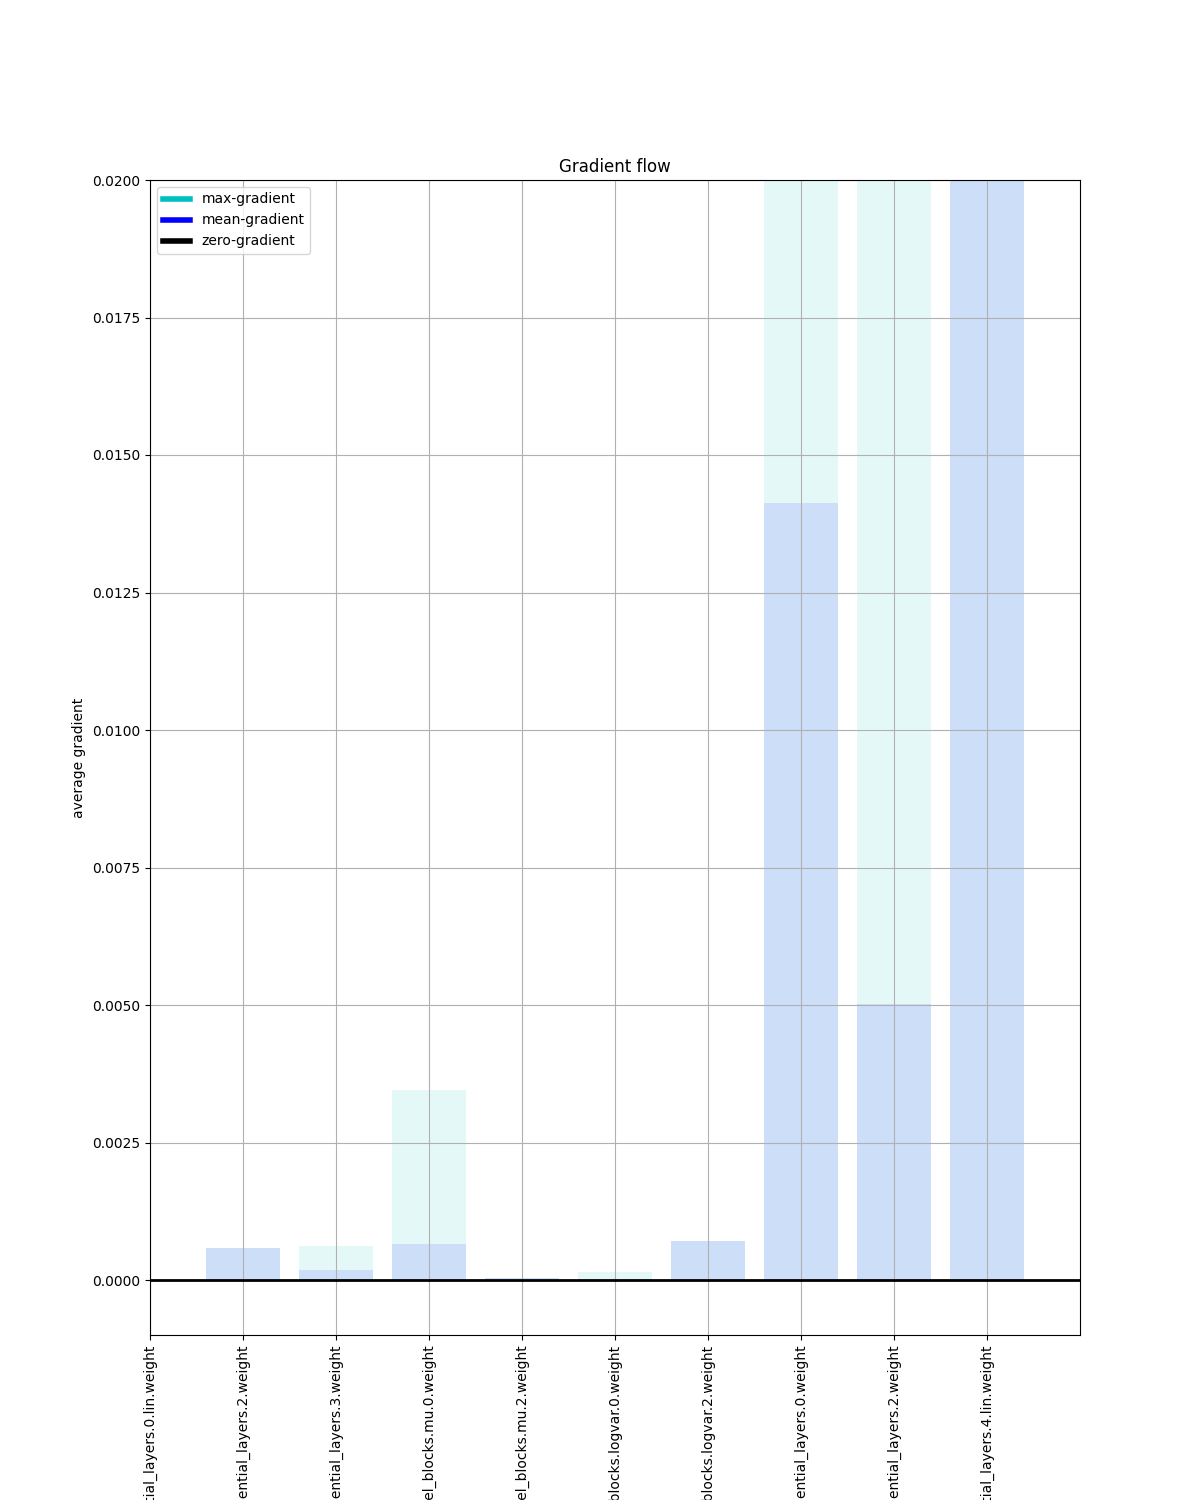 Gradient flow
max-gradient
mean-gradient
zero-gradient
0.0200
0.0175
0.0150
0.0125
0.0100
0.0075
0.0050
0.0025
0.0000
average gradient
tial_layers.0.lin.weight
ential_layers.2.weight
ential_layers.3.weight
el_blocks.mu.0.weight
el_blocks.mu.2.weight
blocks.logvar.0.weight
blocks.logvar.2.weight
ential_layers.0.weight
ential_layers.2.weight
tial_layers.4.lin.weight